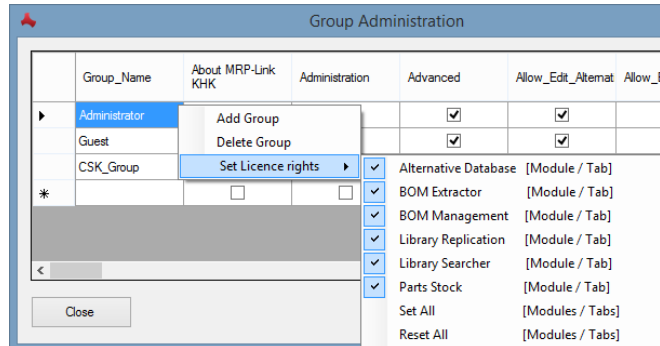 Group Administration
Group_Name
About MRP-Link
KHK
Administration
Advanced
Allow_Edit_Alternat
Administrator
Guest
CSK_Group
Add Group
Delete Group
Set Licence rights
Alternative Database [Module / Tab]
BOM Extractor [Module / Tab]
BOM Management [Module / Tab]
Library Replication [Module / Tab]
Library Searcher [Module / Tab]
Parts Stock [Module / Tab]
Set All [Modules / Tabs]
Reset All [Modules / Tabs]
Close